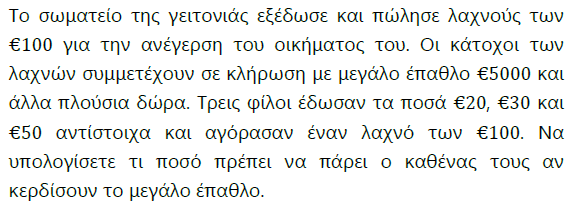 Το σωματείο της γειτονιάς εξέδωσε και πώλησε λαχνούς των
€100 για την ανέγερση του οικήματος του. Οι κάτοχοι των
λαχνών συμμετέχουν σε κλήρωση με μεγάλο έπαθλο €5000 και
άλλα πλούσια δώρα. Τρεις φίλοι έδωσαν τα ποσά €20, €30 και
€50 αντίστοιχα και αγόρασαν έναν λαχνό των €100. Να
υπολογίσετε τι ποσό πρέπει να πάρει ο καθένας τους αν
κερδίσουν το μεγάλο έπαθλο.